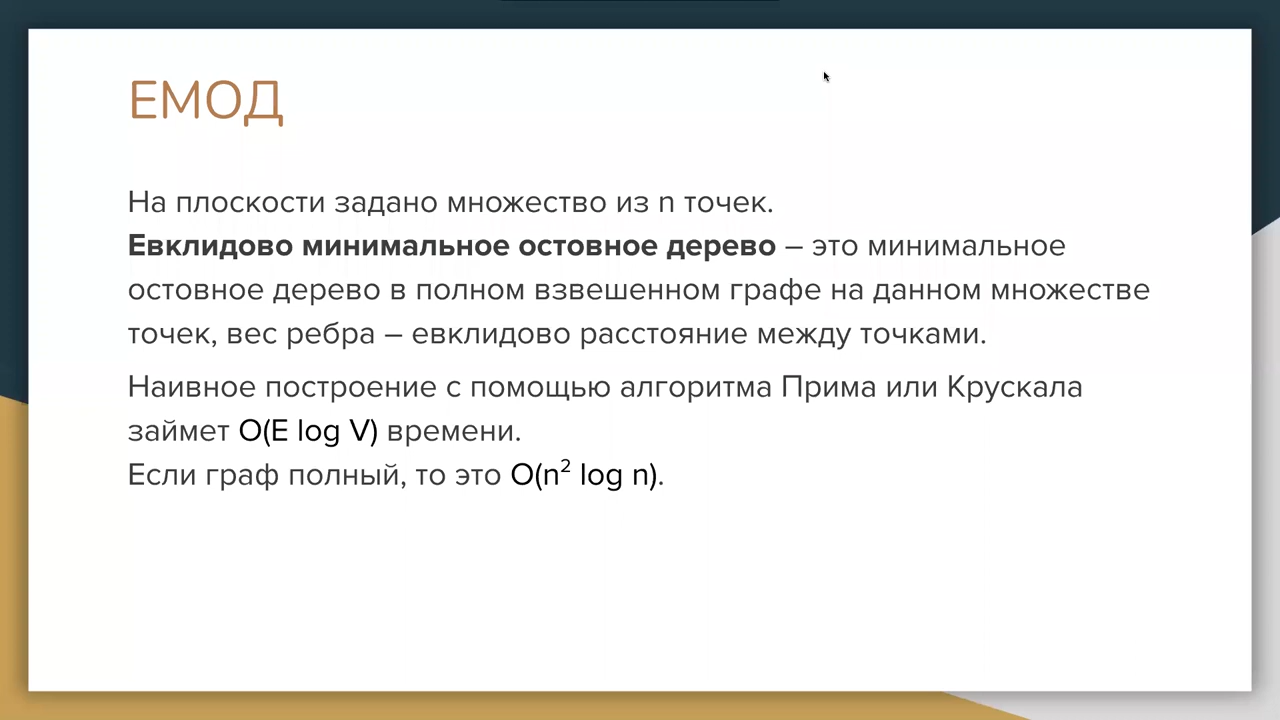 ЕМОД
На плоскости задано множество из n точек.
Евклидово минимальное остовное дерево – это минимальное
остовное дерево в полном взвешенном графе на данном множестве
точек, вес ребра – евклидово расстояние между точками.
Наивное построение с помощью алгоритма Прима или Крускала
займет O(E log V) времени.
Если граф полный, то это O(n² log n).